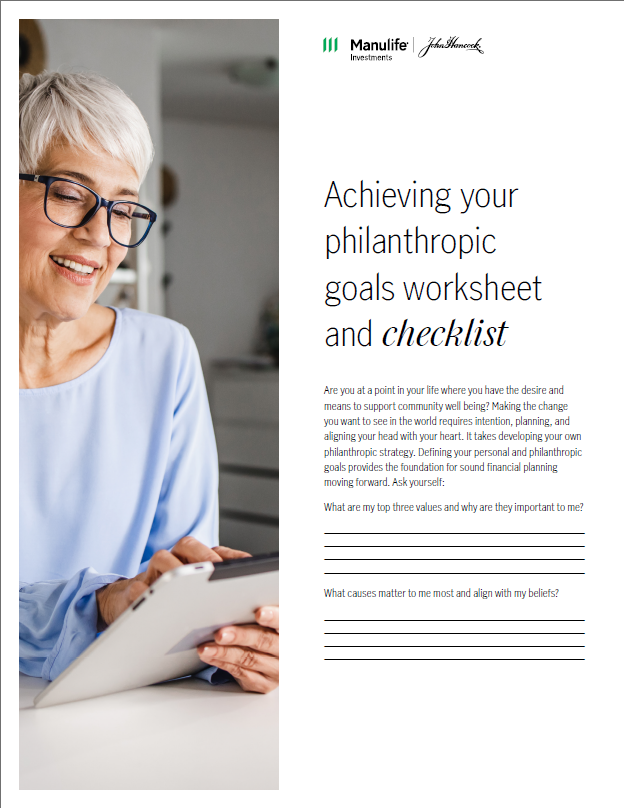 Manulife
Investments
John Hancock
Achieving your
philanthropic
goals worksheet
and checklist
Are you at a point in your life where you have the desire and
means to support community well being? Making the change
you want to see in the world requires intention, planning, and
aligning your head with your heart. It takes developing your own
philanthropic strategy. Defining your personal and philanthropic
goals provides the foundation for sound financial planning
moving forward. Ask yourself:
What are my top three values and why are they important to me?
What causes matter to me most and align with my beliefs?